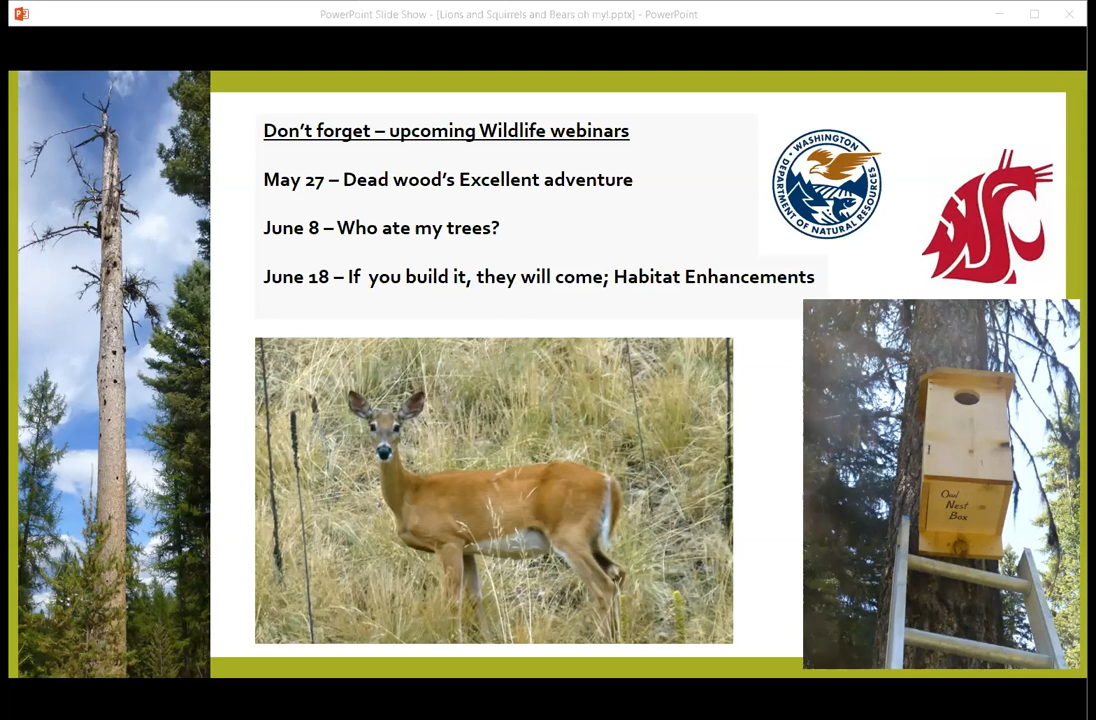 PowerPoint Slide Show - [Lions and Squirrels and Bears oh my!.pptx] - PowerPoint
Don't forget – upcoming Wildlife webinars
May 27 – Dead wood's Excellent adventure
June 8 – Who ate my trees?
June 18 – If you build it, they will come; Habitat Enhancements
WASHINGTON
DEPARTMENT OF NATURAL RESOURCES
WSC
Owl
Nest
Box